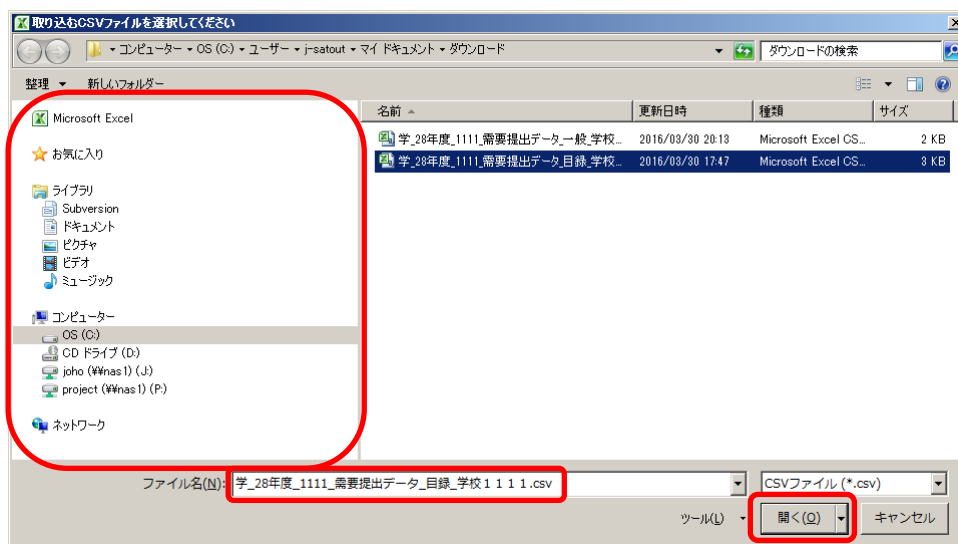 取り込むCSVファイルを選択してください
コンピューター ▾ OS (C:) ▾ ユーザー ▾ j-satout ▾ マイ ドキュメント ▾ ダウンロード
ダウンロードの検索
整理 ▼ 新しいフォルダー
Microsoft Excel
お気に入り
ライブラリ
Subversion
ドキュメント
ピクチャ
ビデオ
ミュージック
コンピューター
OS (C:)
CD ドライブ (D:)
joho (¥¥nas1) (J:)
project (¥¥nas1) (P:)
ネットワーク
名前 更新日時 種類 サイズ
学_28年度_1111_需要提出データ_一般_学校... 2016/03/30 20:13 Microsoft Excel CS... 2 KB
学_28年度_1111_需要提出データ_目録_学校... 2016/03/30 17:47 Microsoft Excel CS... 3 KB
ファイル名(N): 学_28年度_1111_需要提出データ_目録_学校１１１１.csv CSVファイル (*.csv)
ツール(L) 開く(O) キャンセル